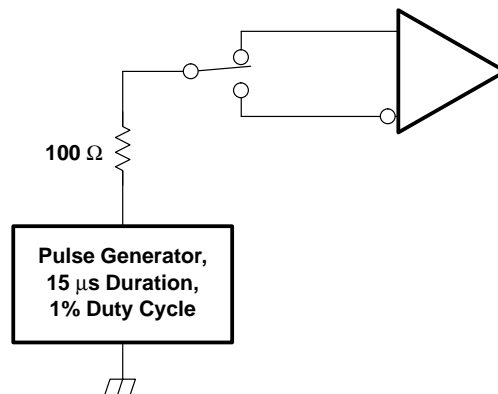 100 Ω
Pulse Generator,
15 μs Duration,
1% Duty Cycle